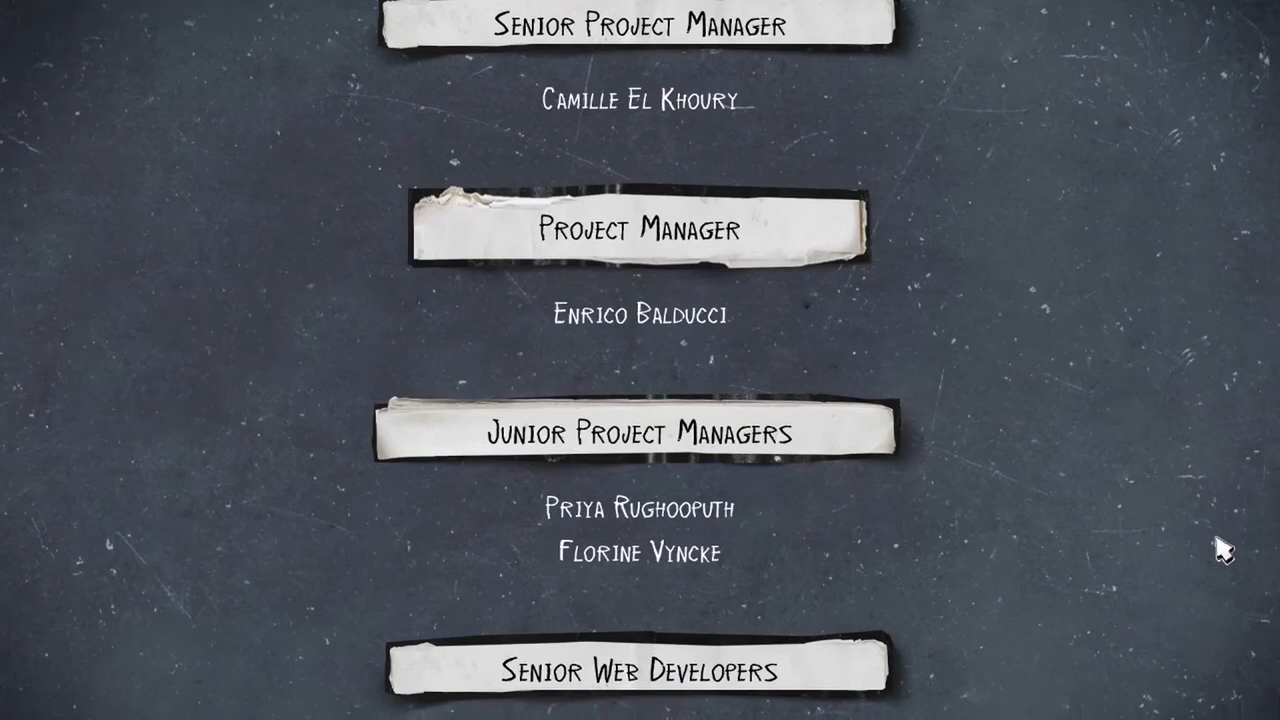 Senior Project Manager
Camille El Khoury
Project Manager
Enrico Balducci
Junior Project Managers
Priya Rughooputh
Florine Vyncke
Senior Web Developers